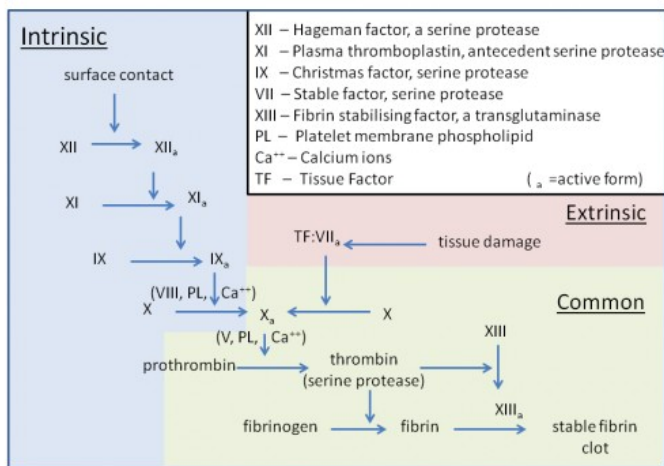 Intrinsic
surface contact
XII
XIIₐ
XI
XIₐ
IX
IXₐ
(VIII, PL, Ca⁺⁺)
X
XII – Hageman factor, a serine protease
XI – Plasma thromboplastin, antecedent serine protease
IX – Christmas factor, serine protease
VII – Stable factor, serine protease
XIII – Fibrin stabilising factor, a transglutaminase
PL – Platelet membrane phospholipid
Ca⁺⁺ – Calcium ions
TF – Tissue Factor ( ₐ =active form)
Extrinsic
TF:VIIₐ
tissue damage
Common
Xₐ
X
(V, PL, Ca⁺⁺)
XIII
prothrombin
thrombin
(serine protease)
XIIIₐ
fibrinogen
fibrin
stable fibrin
clot